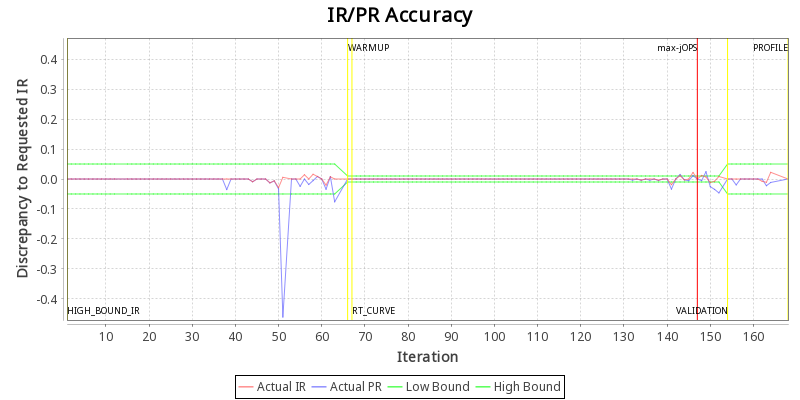 IR/PR Accuracy
Discrepancy to Requested IR
0.4
0.3
0.2
0.1
0.0
-0.1
-0.2
-0.3
-0.4
WARMUP
max-jOPS
PROFILE
HIGH_BOUND_IR
RT_CURVE
VALIDATION
10 20 30 40 50 60 70 80 90 100 110 120 130 140 150 160
Iteration
Actual IR Actual PR Low Bound High Bound